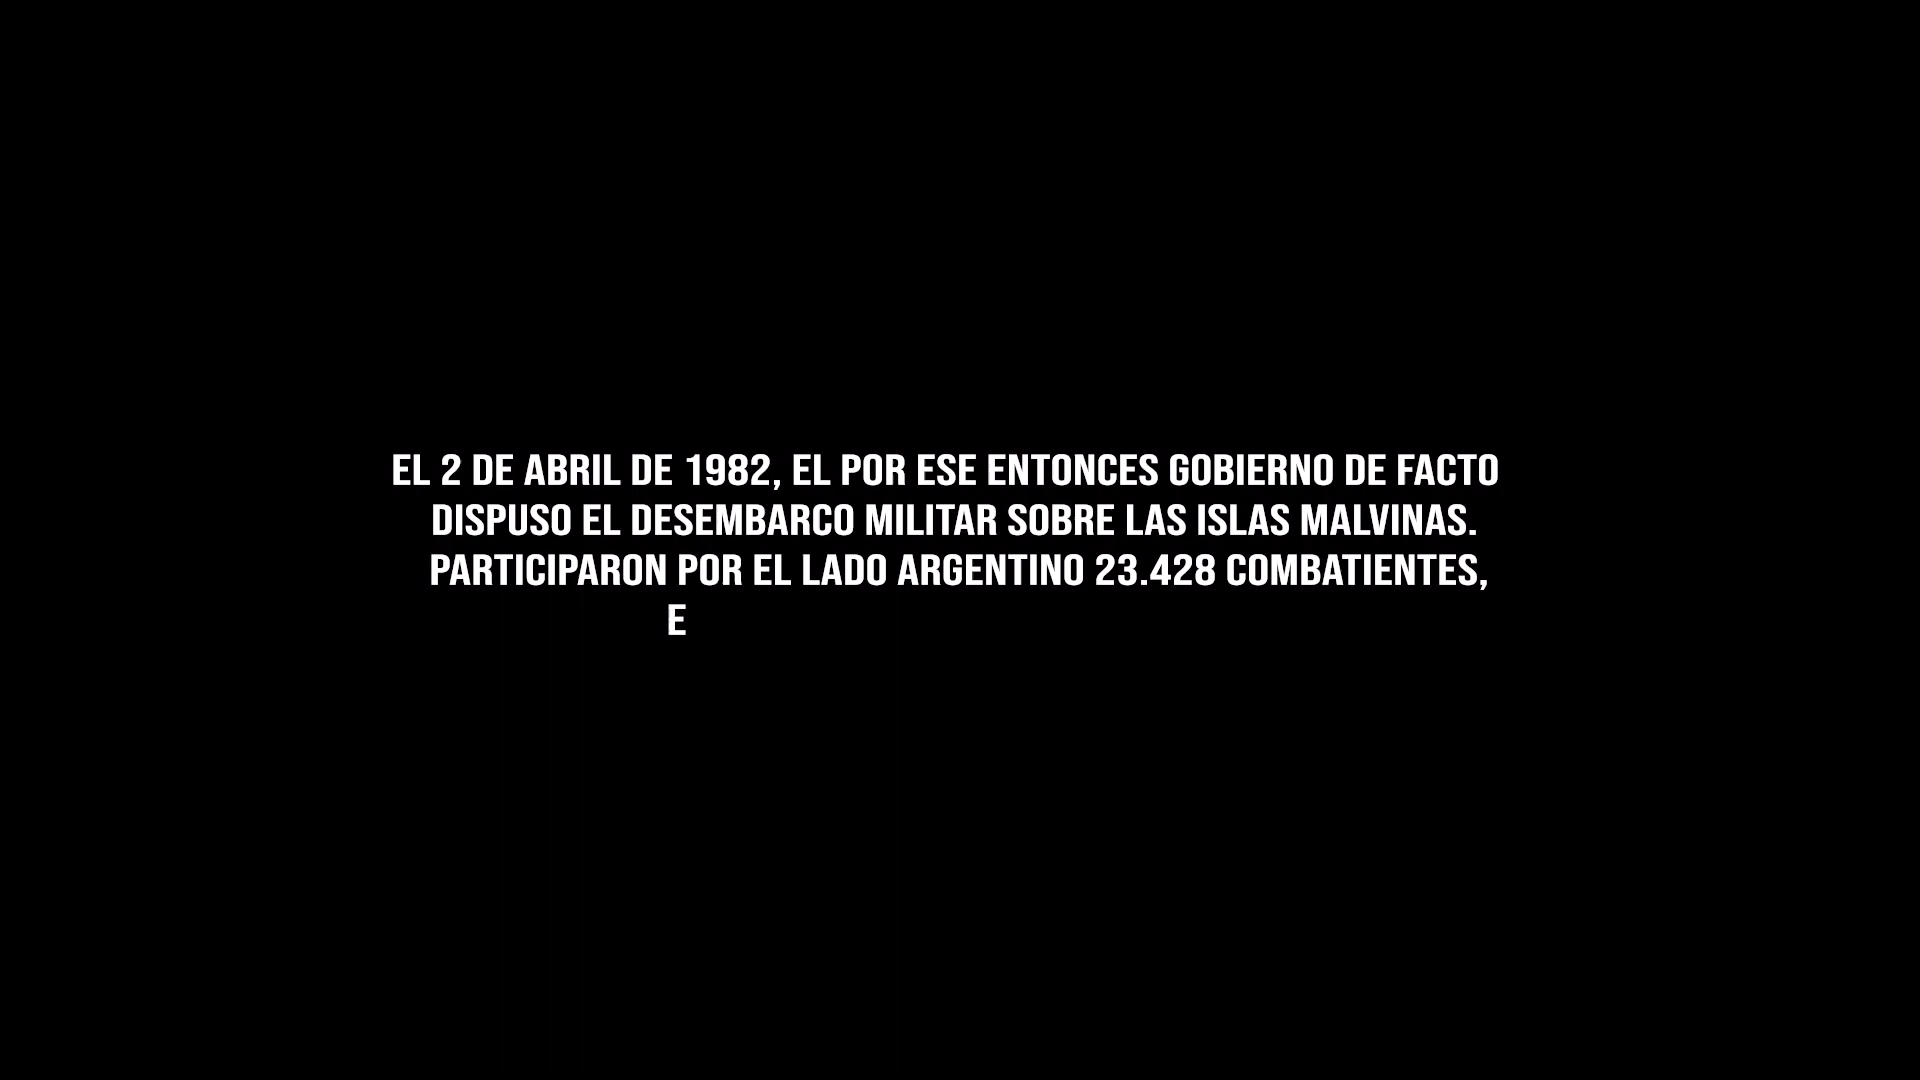 EL 2 DE ABRIL DE 1982, EL POR ESE ENTONCES GOBIERNO DE FACTO
DISPUSO EL DESEMBARCO MILITAR SOBRE LAS ISLAS MALVINAS.
PARTICIPARON POR EL LADO ARGENTINO 23.428 COMBATIENTES,
E